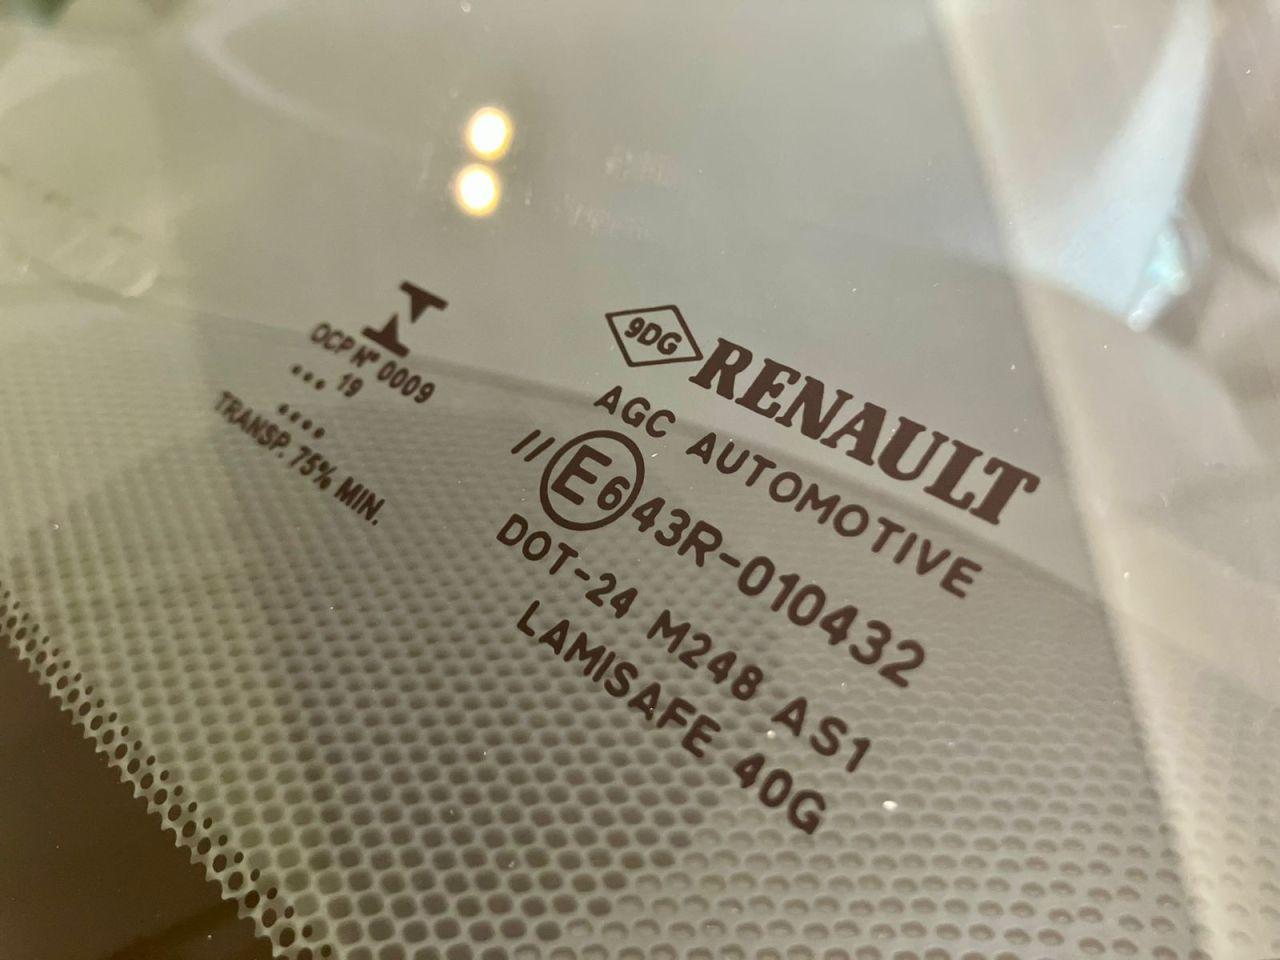 OCP Nº 0009
... 19
....
TRANSP. 75% MIN.
9DG RENAULT
AGC AUTOMOTIVE
// E6 43R-010432
DOT-24 M248 AS1
LAMISAFE 40G